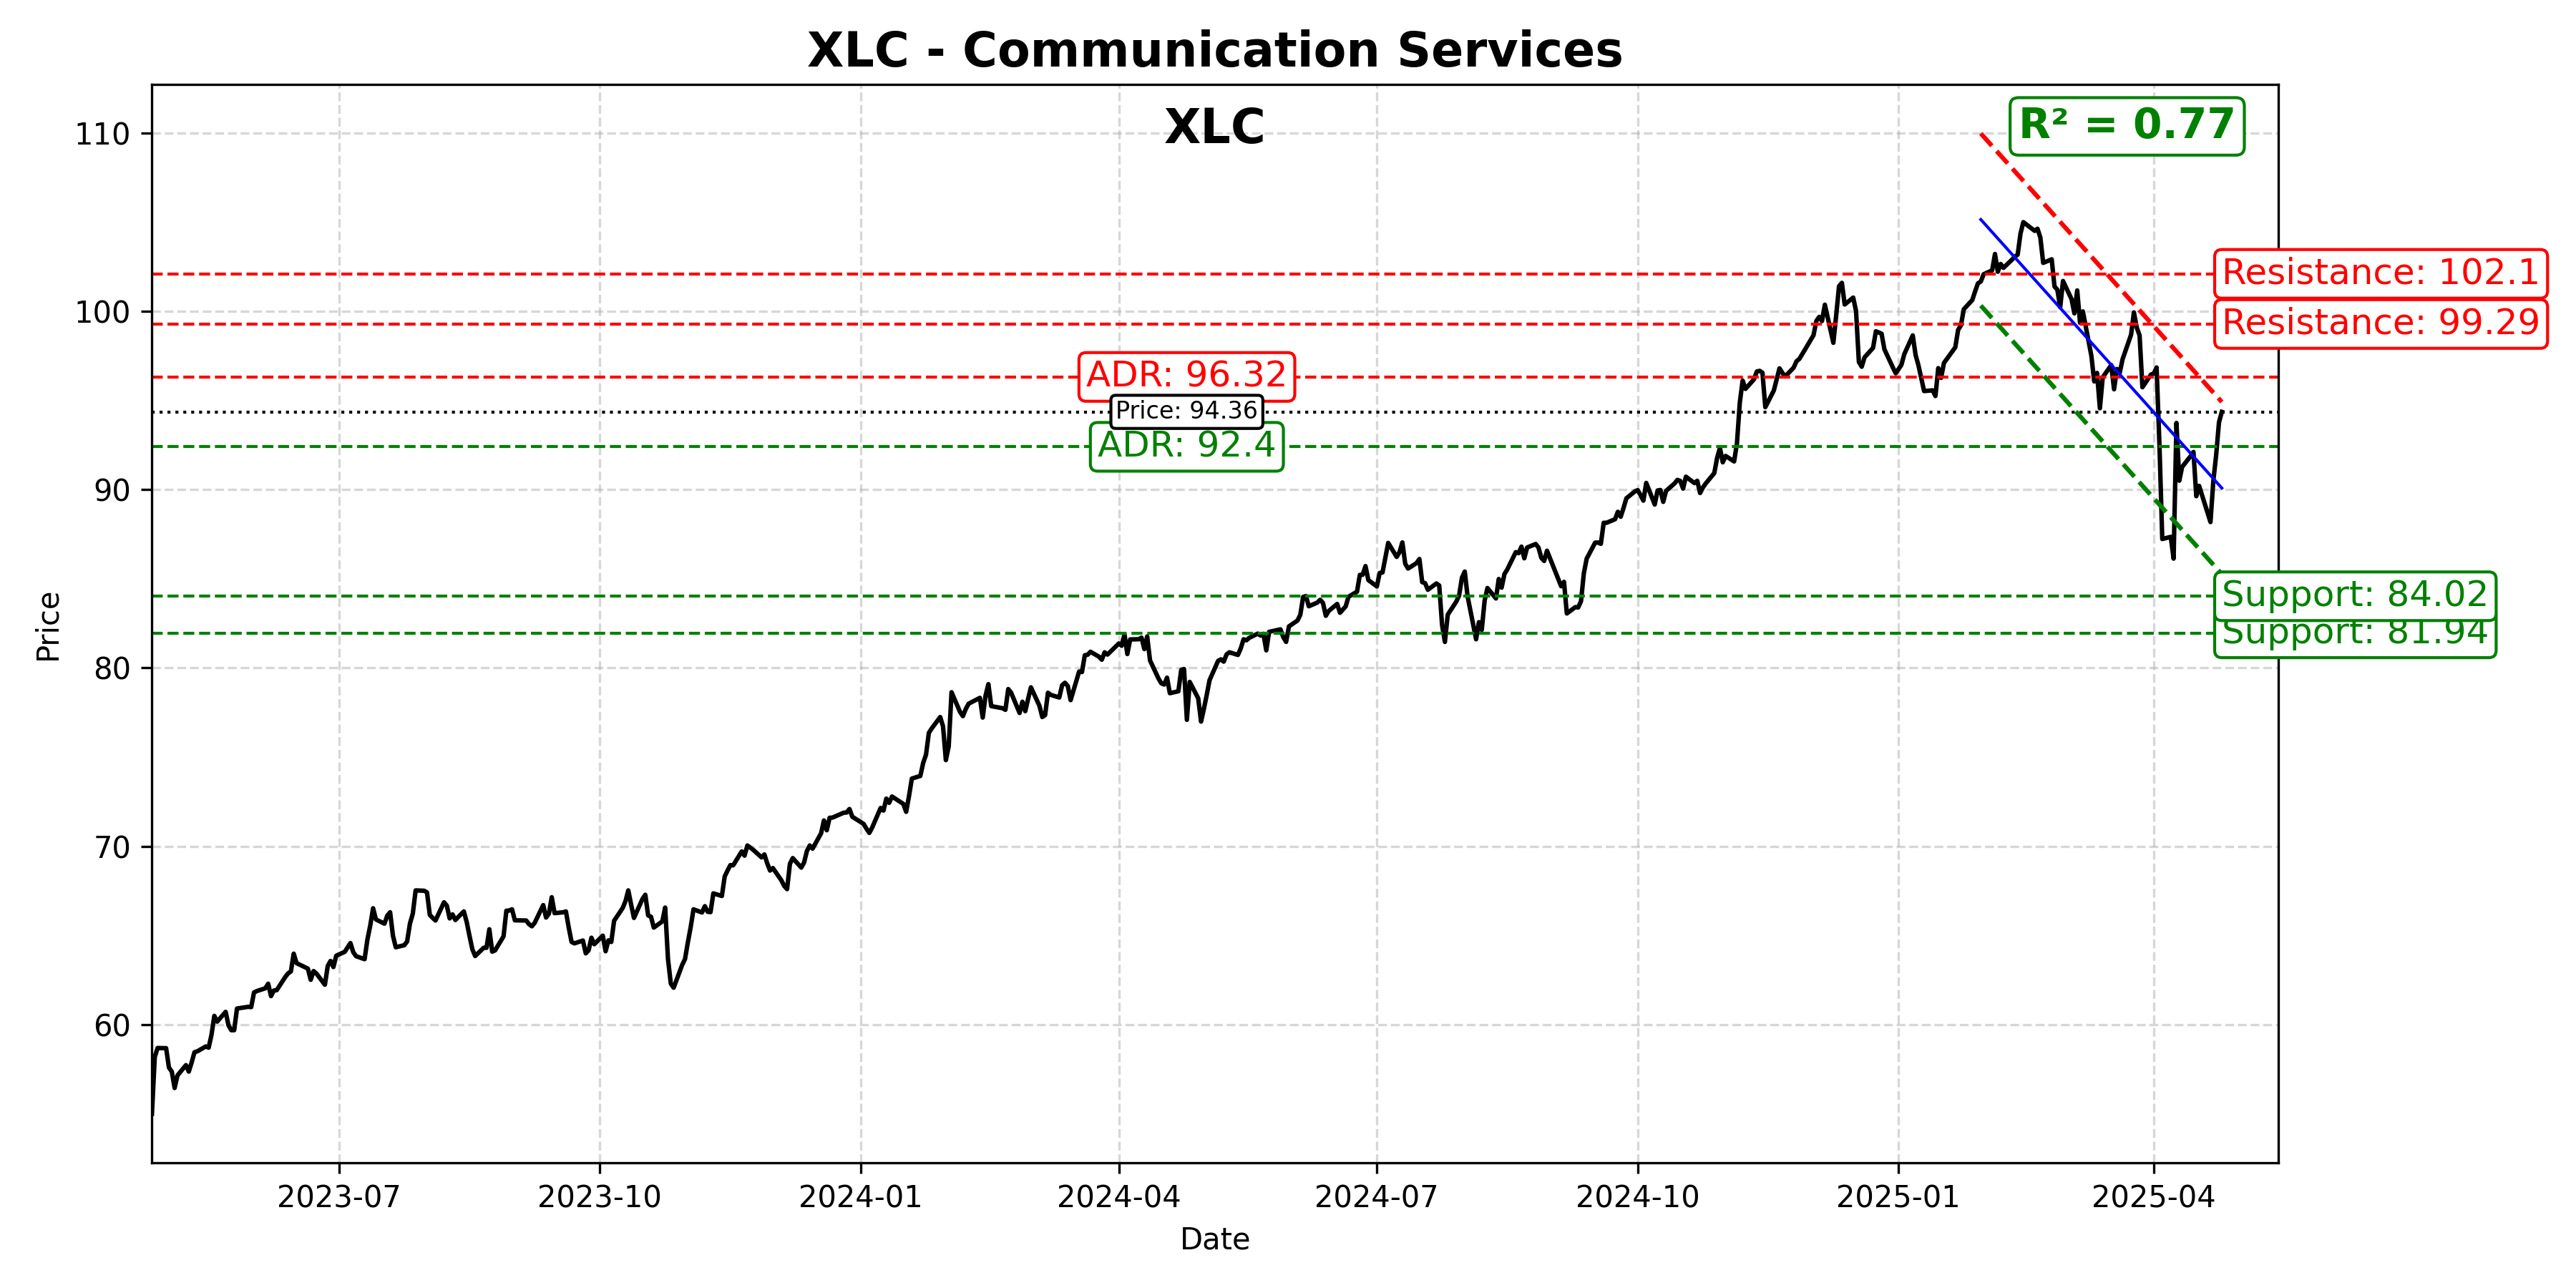 XLC - Communication Services
XLC
R² = 0.77
110
100
90
80
70
60
Price
Resistance: 102.1
Resistance: 99.29
ADR: 96.32
Price: 94.36
ADR: 92.4
Support: 84.02
Support: 81.94
2023-07
2023-10
2024-01
2024-04
2024-07
2024-10
2025-01
2025-04
Date